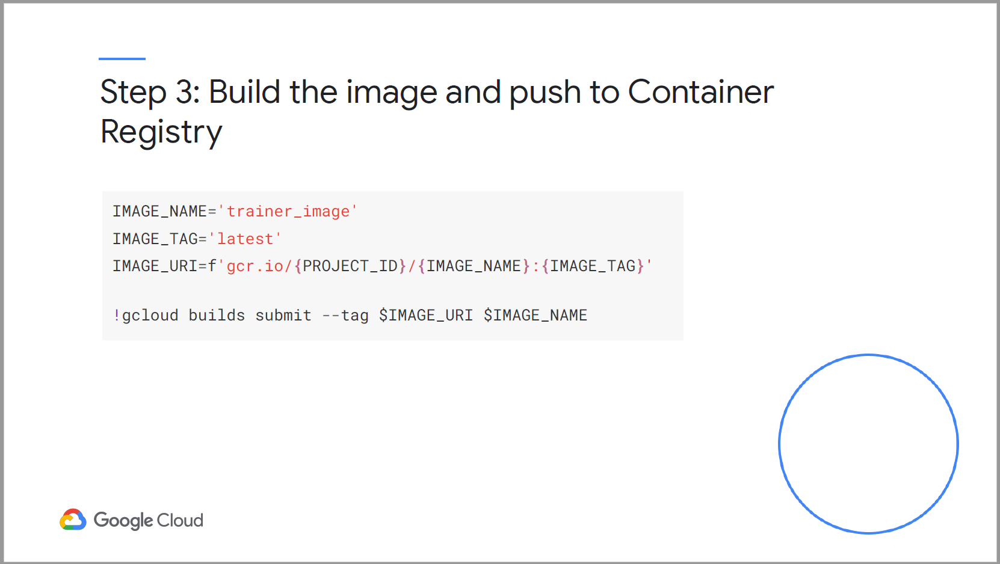 Step 3: Build the image and push to Container
Registry
IMAGE_NAME='trainer_image'
IMAGE_TAG='latest'
IMAGE_URI=f'gcr.io/{PROJECT_ID}/{IMAGE_NAME}:{IMAGE_TAG}'
!gcloud builds submit --tag $IMAGE_URI $IMAGE_NAME
Google Cloud